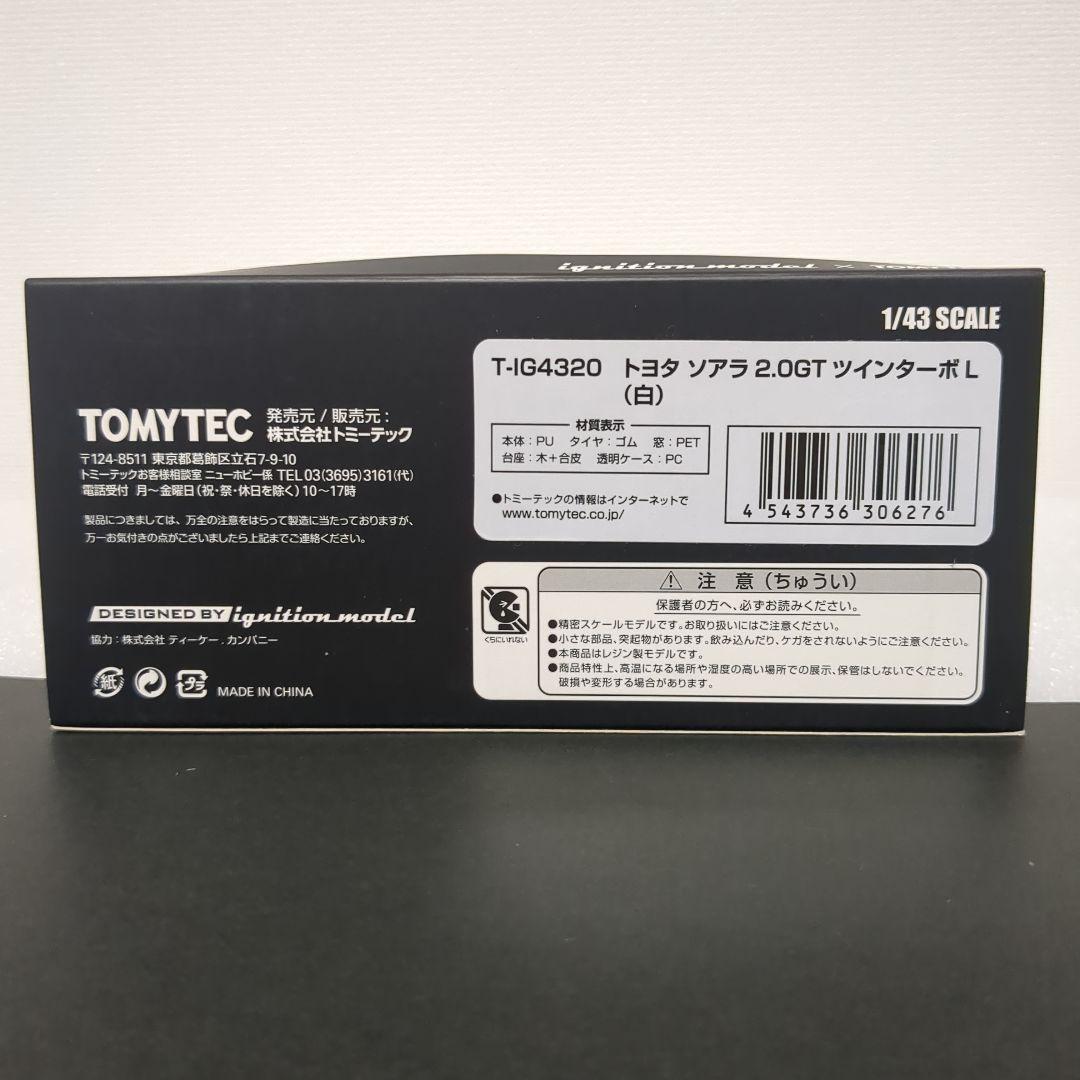 ignition model × TOMYTEC
1/43 SCALE
TOMYTEC 発売元 / 販売元 :
株式会社トミーテック
〒124-8511 東京都葛飾区立石7-9-10
トミーテックお客様相談室 ニューホビー係 TEL 03(3695)3161(代)
電話受付 月〜金曜日(祝・祭・休日を除く)10〜17時
製品につきましては、万全の注意をはらって製造に当たっておりますが、
万一お気付きの点がございましたら上記までご連絡ください。
DESIGNED BY ignition model
協力:株式会社 ティーケー . カンパニー
紙 プラ MADE IN CHINA
T-IG4320 トヨタ ソアラ 2.0GT ツインターボ L
(白)
材質表示
本体:PU タイヤ:ゴム 窓:PET
台座:木+合皮 透明ケース:PC
●トミーテックの情報はインターネットで
www.tomytec.co.jp/
4 543736 306276
くちにいれない
⚠ 注 意(ちゅうい)
保護者の方へ、必ずお読みください。
●精密スケールモデルです。お取り扱いにはご注意ください。
●小さな部品、突起物があります。飲み込んだり、ケガをされないようにご注意ください。
●本商品はレジン製モデルです。
●商品特性上、高温になる場所や湿度の高い場所での展示、保管はしないでください。
破損や変形する場合があります。